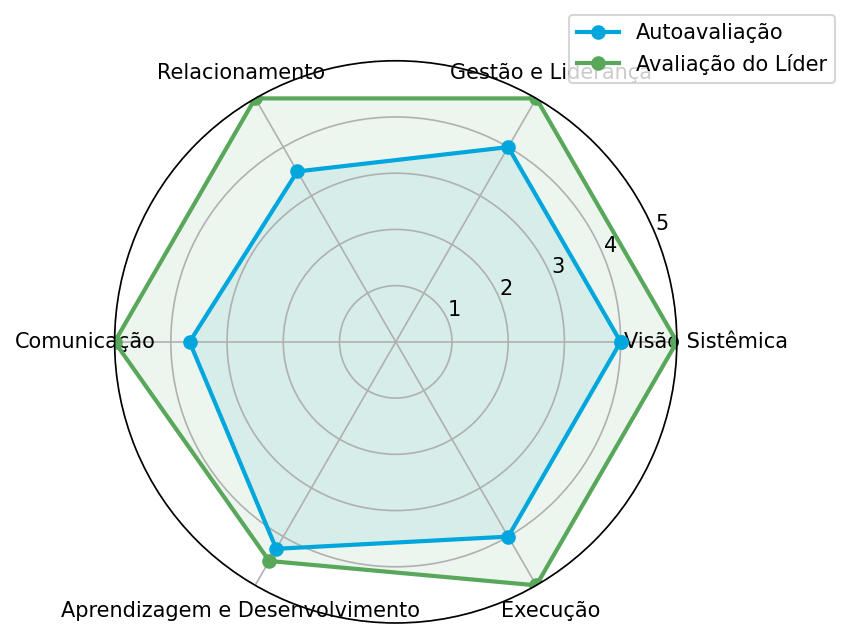 Autoavaliação
Avaliação do Líder
Relacionamento
Gestão e Liderança
5
4
3
2
1
Comunicação
Visão Sistêmica
Aprendizagem e Desenvolvimento
Execução